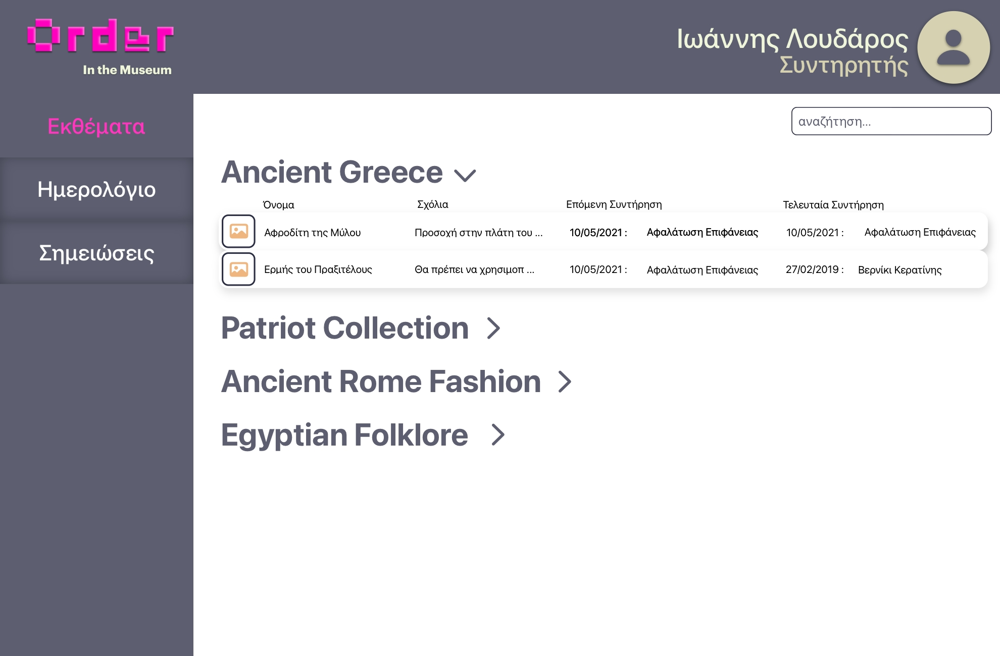 Order
In the Museum
Ιωάννης Λουδάρος
Συντηρητής
Εκθέματα
Ημερολόγιο
Σημειώσεις
αναζήτηση...
Ancient Greece
Όνομα Σχόλια Επόμενη Συντήρηση Τελευταία Συντήρηση
Αφροδίτη της Μύλου Προσοχή στην πλάτη του ... 10/05/2021 : Αφαλάτωση Επιφάνειας 10/05/2021 : Αφαλάτωση Επιφάνειας
Ερμής του Πραξιτέλους Θα πρέπει να χρησιμοπ ... 10/05/2021 : Αφαλάτωση Επιφάνειας 27/02/2019 : Βερνίκι Κερατίνης
Patriot Collection
Ancient Rome Fashion
Egyptian Folklore